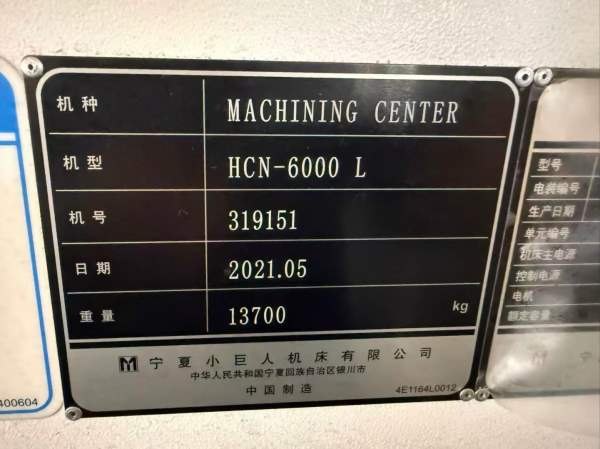 机种 MACHINING CENTER
机型 HCN-6000 L
机号 319151
日期 2021.05
重量 13700 kg
宁夏小巨人机床有限公司
中华人民共和国宁夏回族自治区银川市
中国制造
4E1164L0012
400604
型号
电装编号
生产日期
单元编号
机床主电源
控制电源
电机
额定容量